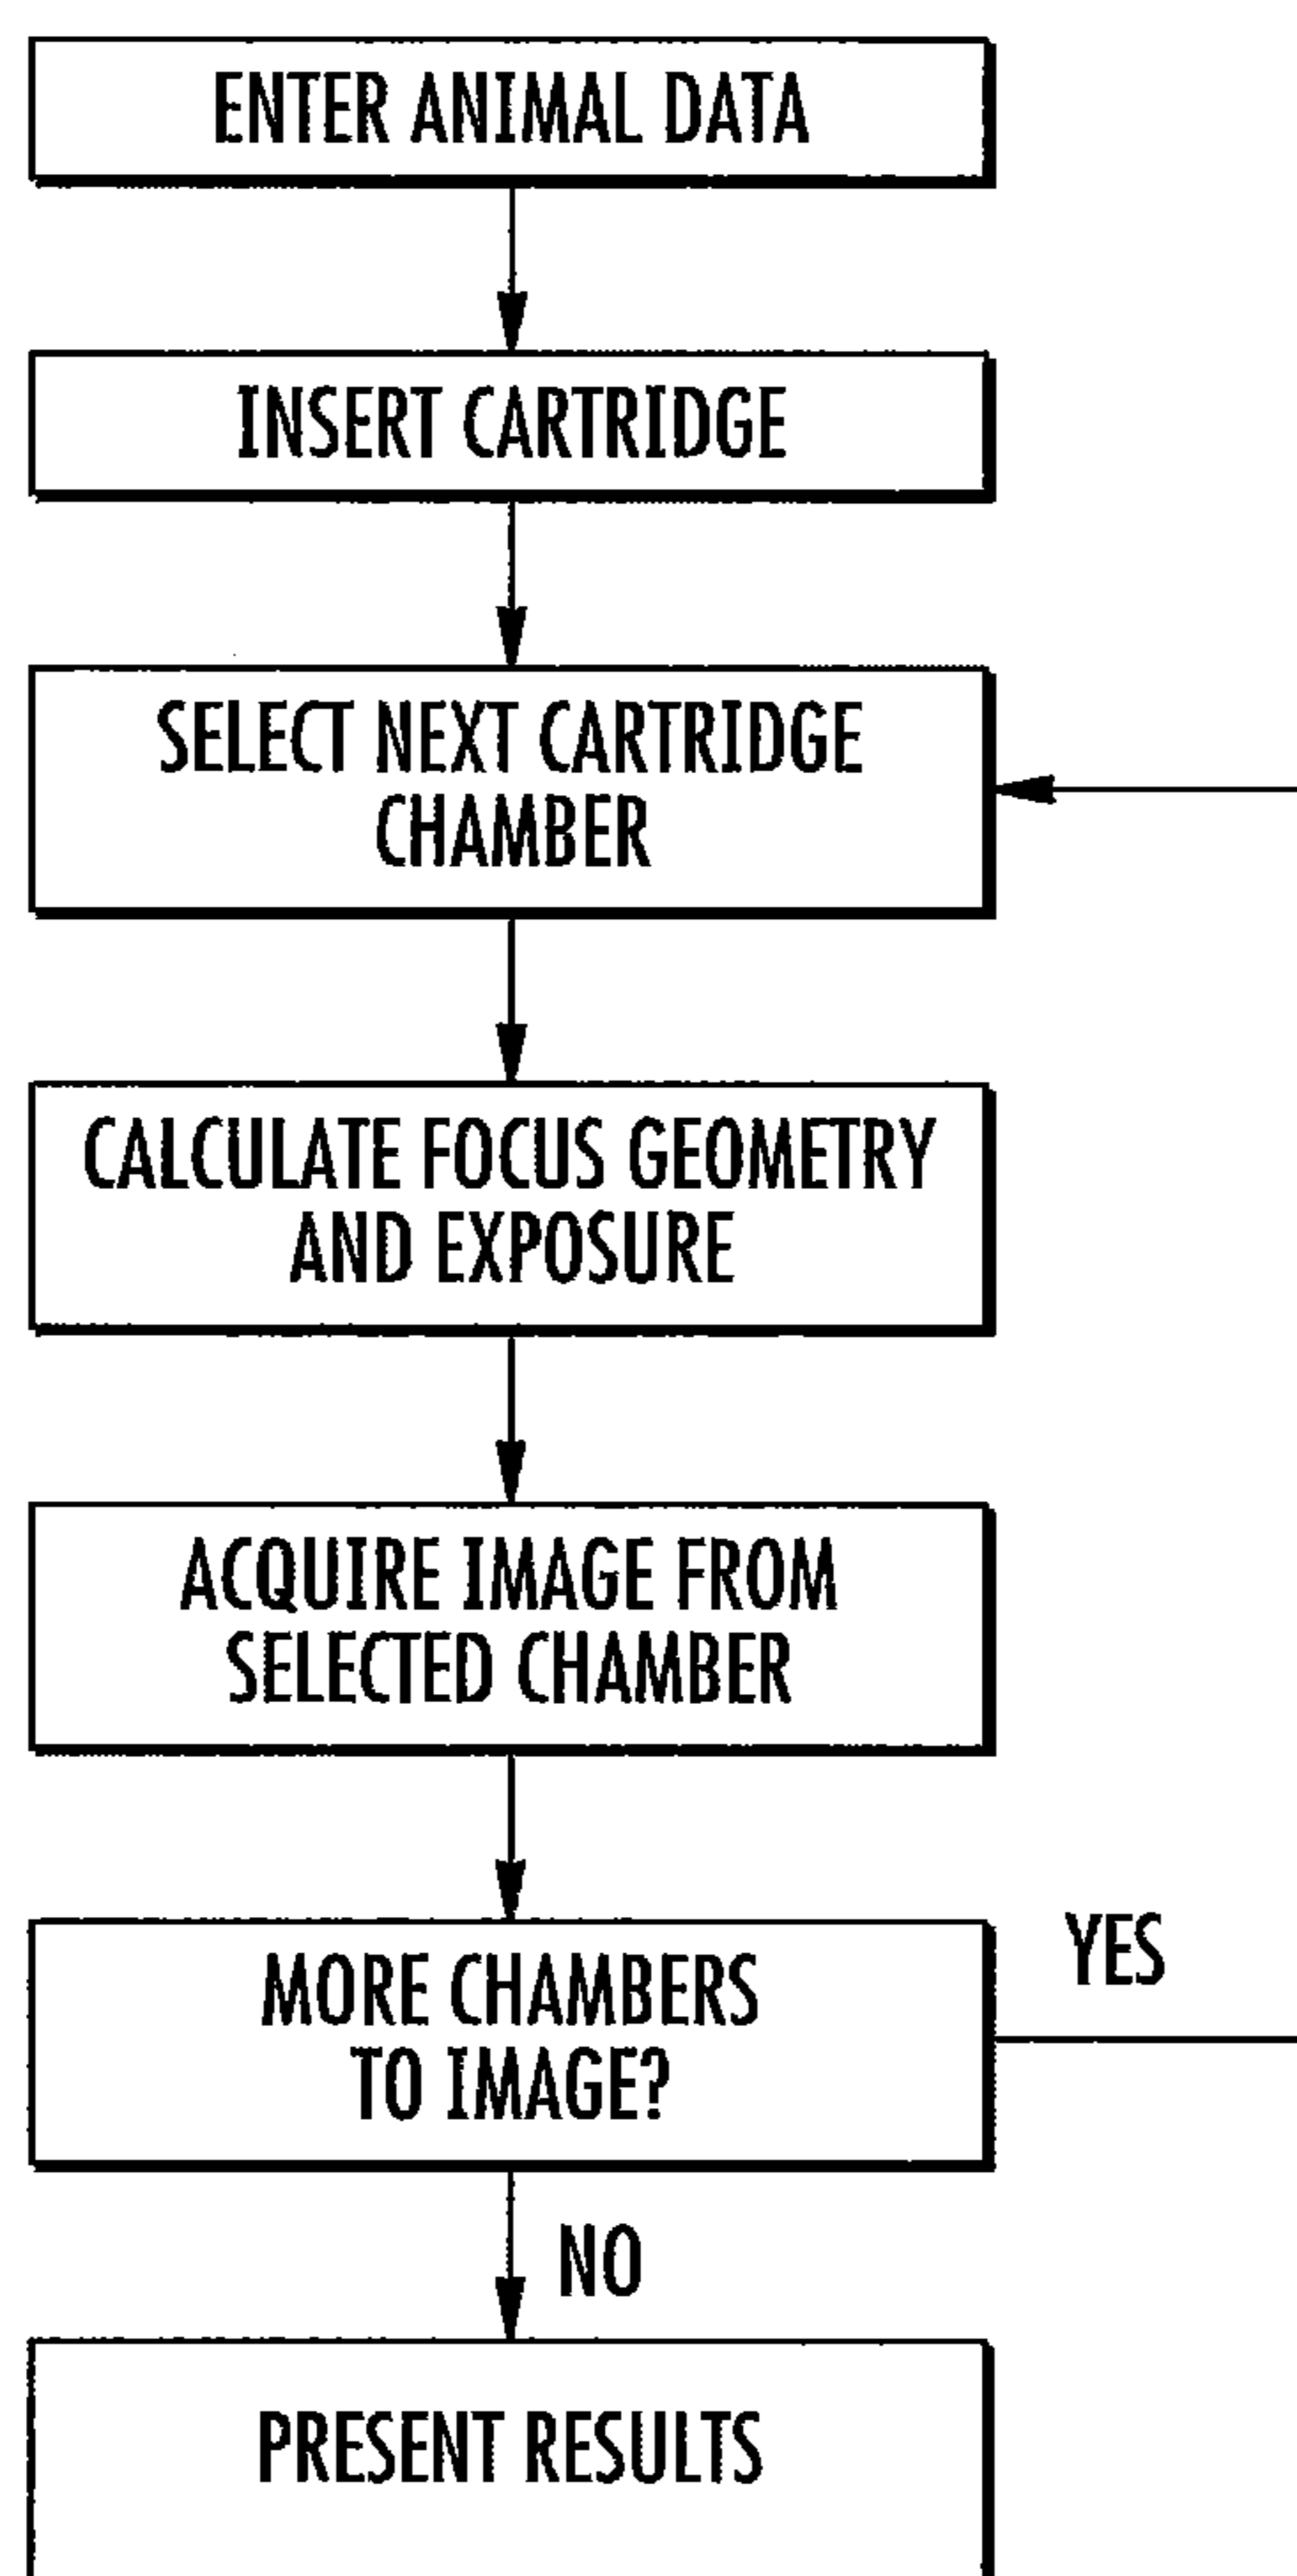 ENTER ANIMAL DATA
INSERT CARTRIDGE
SELECT NEXT CARTRIDGE
CHAMBER
CALCULATE FOCUS GEOMETRY
AND EXPOSURE
ACQUIRE IMAGE FROM
SELECTED CHAMBER
MORE CHAMBERS
TO IMAGE?
YES
NO
PRESENT RESULTS